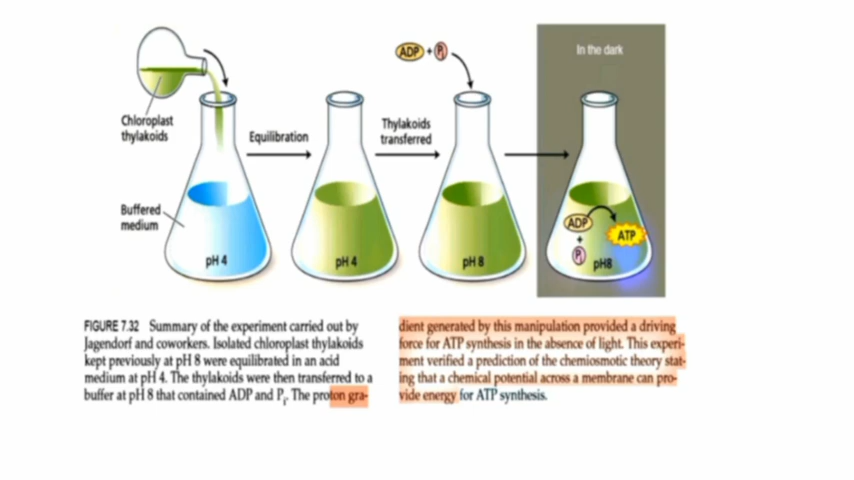 In the dark
ADP + Pi
Chloroplast
thylakoids
Equilibration
Thylakoids
transferred
Buffered
medium
pH 4
pH 4
pH 8
ADP
+
Pi
ATP
pH8
FIGURE 7.32 Summary of the experiment carried out by
Jagendorf and coworkers. Isolated chloroplast thylakoids
kept previously at pH 8 were equilibrated in an acid
medium at pH 4. The thylakoids were then transferred to a
buffer at pH 8 that contained ADP and Pi. The proton gra-
dient generated by this manipulation provided a driving
force for ATP synthesis in the absence of light. This experi-
ment verified a prediction of the chemiosmotic theory stat-
ing that a chemical potential across a membrane can pro-
vide energy for ATP synthesis.